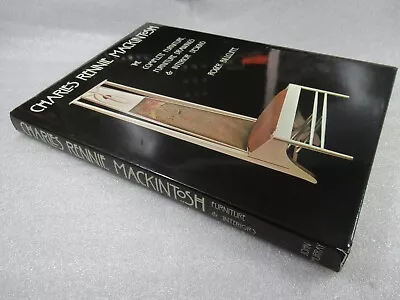 CHARLES RENNIE MACKINTOSH
THE COMPLETE FURNITURE,
FURNITURE DRAWINGS
& INTERIOR DESIGNS
ROGER BILLCLIFFE
CHARLES RENNIE MACKINTOSH
FURNITURE
& INTERIORS
JOHN
MURRAY